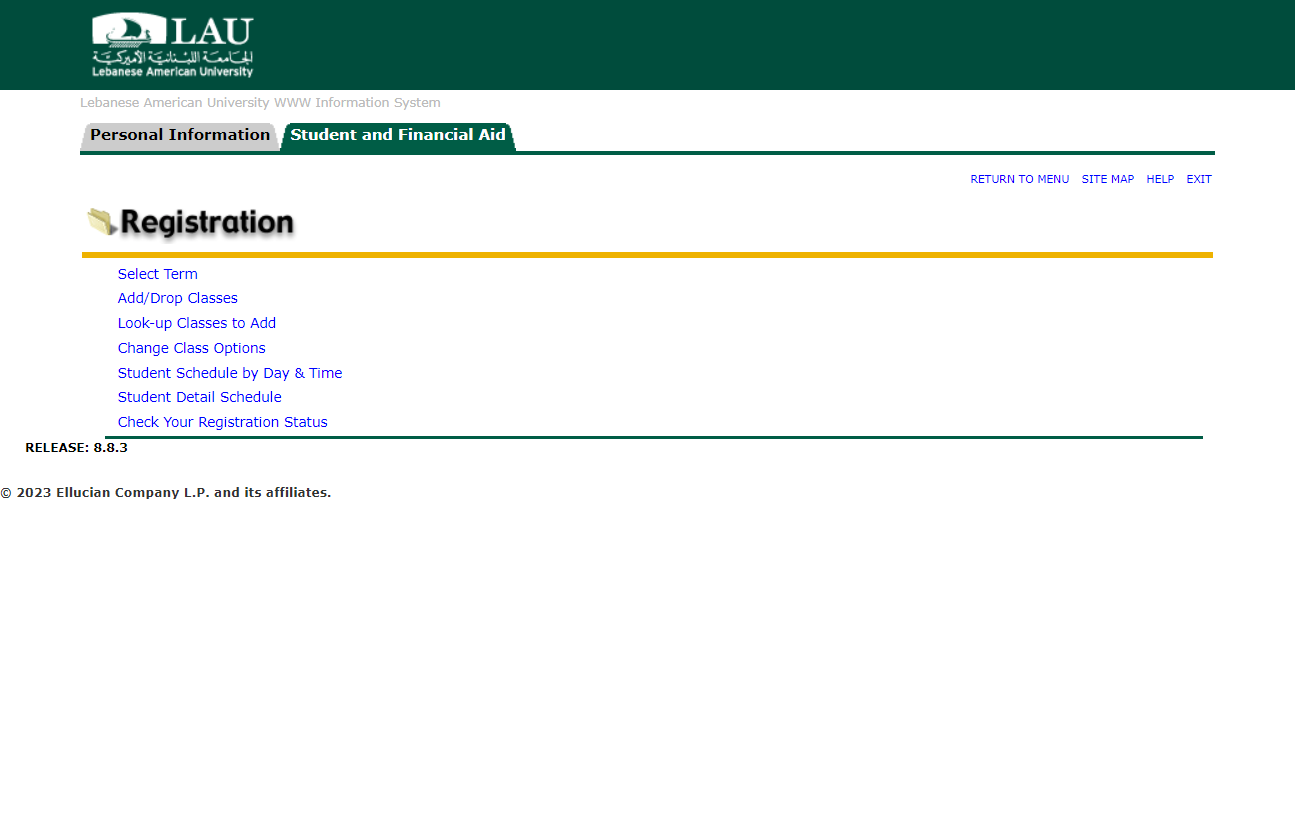 LAU
الجامعة اللبنانية الأميركية
Lebanese American University
Lebanese American University WWW Information System
Personal Information
Student and Financial Aid
RETURN TO MENU SITE MAP HELP EXIT
Registration
Select Term
Add/Drop Classes
Look-up Classes to Add
Change Class Options
Student Schedule by Day & Time
Student Detail Schedule
Check Your Registration Status
RELEASE: 8.8.3
© 2023 Ellucian Company L.P. and its affiliates.